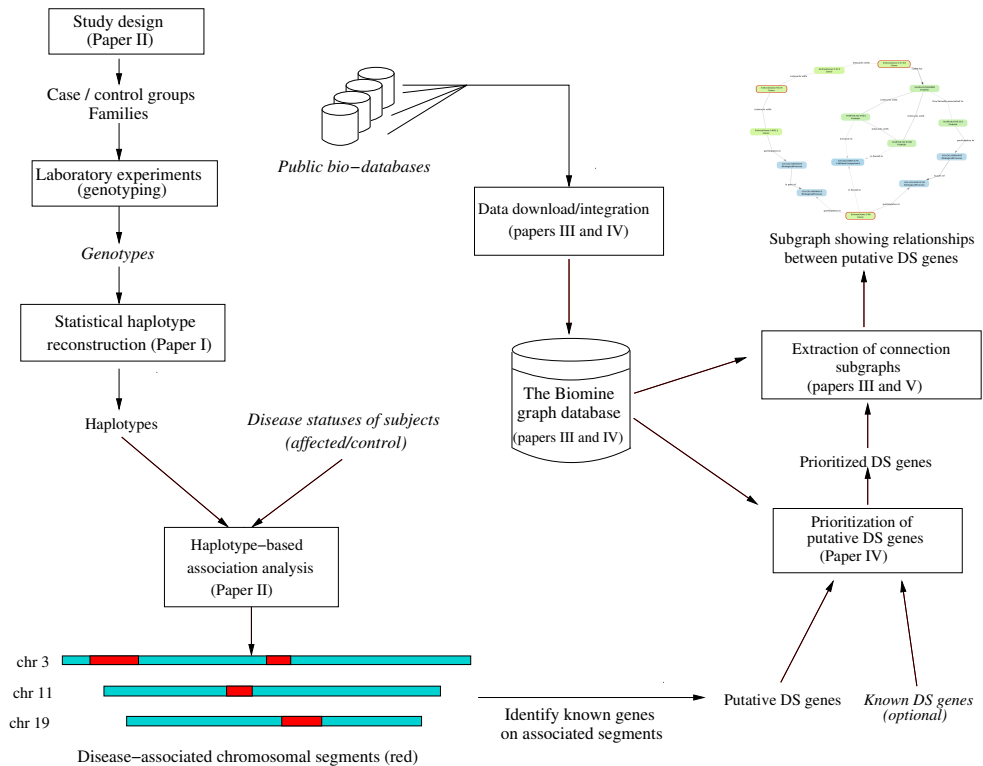 Study design
(Paper II)
Case / control groups
Families
Laboratory experiments
(genotyping)
Genotypes
Statistical haplotype
reconstruction (Paper I)
Haplotypes
Disease statuses of subjects
(affected/control)
Haplotype−based
association analysis
(Paper II)
chr 3
chr 11
chr 19
Disease−associated chromosomal segments (red)
Identify known genes
on associated segments
Public bio−databases
Data download/integration
(papers III and IV)
The Biomine
graph database
(papers III and IV)
Subgraph showing relationships
between putative DS genes
Extraction of connection
subgraphs
(papers III and V)
Prioritized DS genes
Prioritization of
putative DS genes
(Paper IV)
Putative DS genes
Known DS genes
(optional)